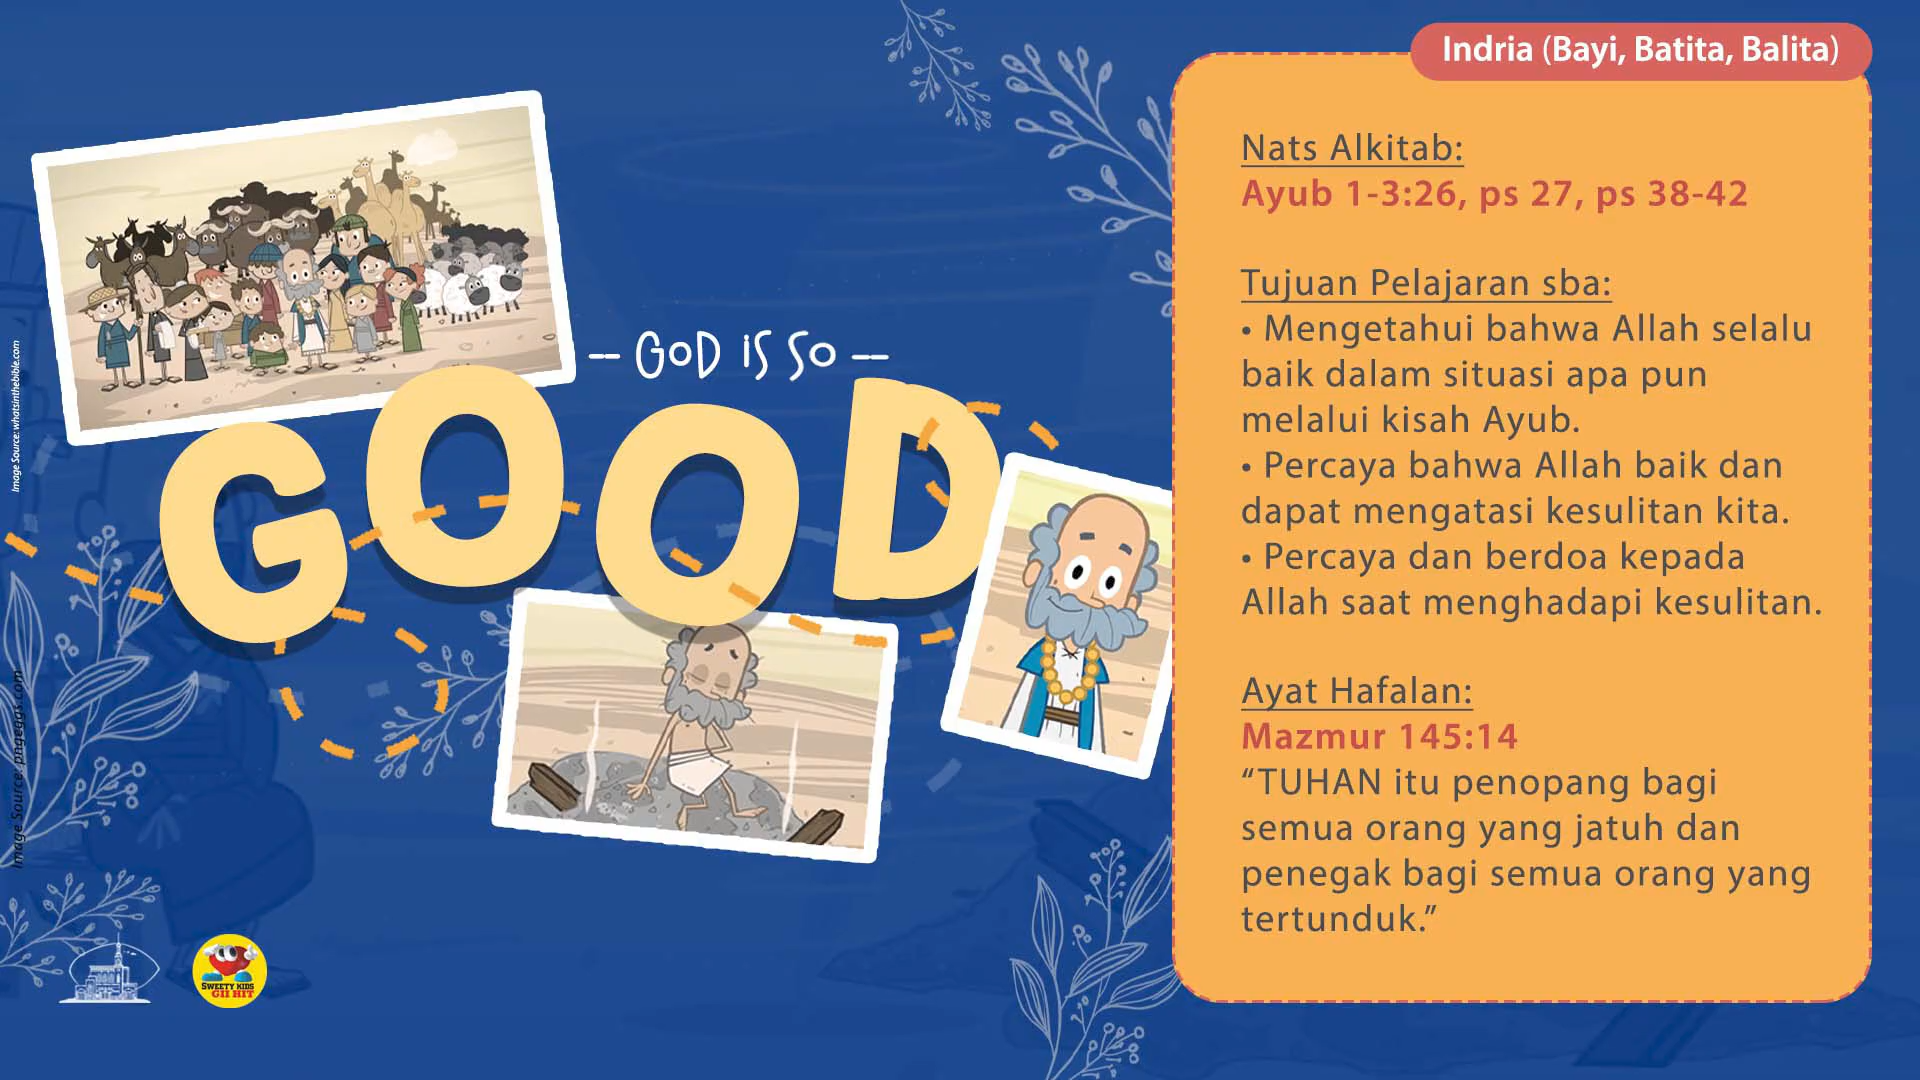 Indria (Bayi, Batita, Balita)
Nats Alkitab:
Ayub 1-3:26, ps 27, ps 38-42
Tujuan Pelajaran sba:
• Mengetahui bahwa Allah selalu
baik dalam situasi apa pun
melalui kisah Ayub.
• Percaya bahwa Allah baik dan
dapat mengatasi kesulitan kita.
• Percaya dan berdoa kepada
Allah saat menghadapi kesulitan.
Ayat Hafalan:
Mazmur 145:14
“TUHAN itu penopang bagi
semua orang yang jatuh dan
penegak bagi semua orang yang
tertunduk.”
-- GOD IS SO --
GOOD
Image Source: whatsinthebible.com
Image Source: pngeggs.com
SWEETY KIDS
GII HIT